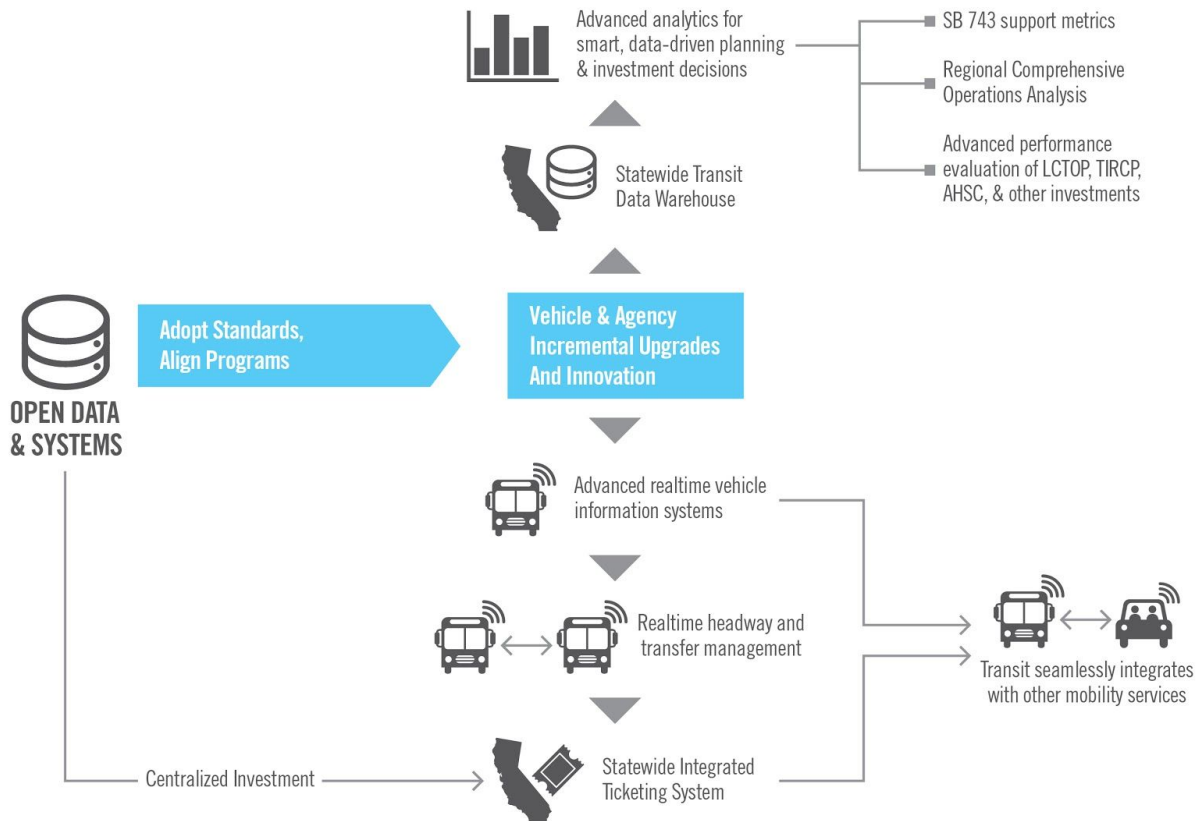 Advanced analytics for
smart, data-driven planning
& investment decisions
SB 743 support metrics
Regional Comprehensive
Operations Analysis
Advanced performance
evaluation of LCTOP, TIRCP,
AHSC, & other investments
Statewide Transit
Data Warehouse
OPEN DATA
& SYSTEMS
Adopt Standards,
Align Programs
Vehicle & Agency
Incremental Upgrades
And Innovation
Advanced realtime vehicle
information systems
Realtime headway and
transfer management
Transit seamlessly integrates
with other mobility services
Centralized Investment
Statewide Integrated
Ticketing System